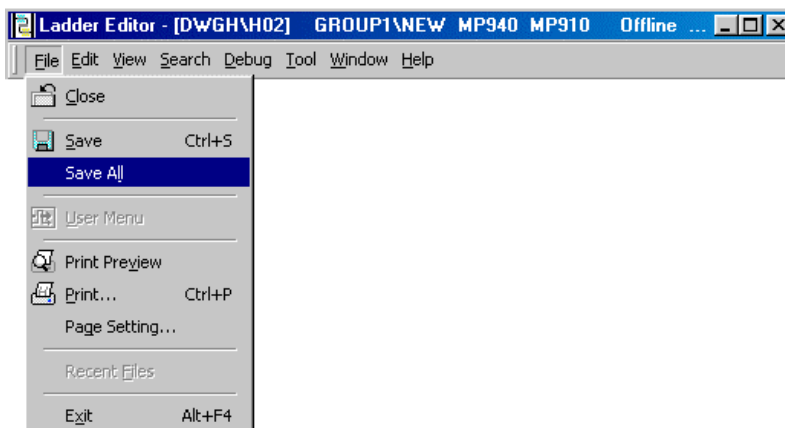 Ladder Editor - [DWGH\H02] GROUP1\NEW MP940 MP910 Offline ...
File Edit View Search Debug Tool Window Help
Close
Save Ctrl+S
Save All
User Menu
Print Preview
Print... Ctrl+P
Page Setting...
Recent Files
Exit Alt+F4